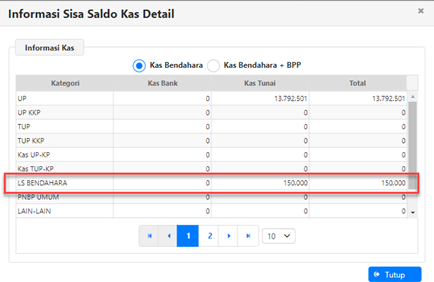 Informasi Sisa Saldo Kas Detail
Informasi Kas
Kas Bendahara Kas Bendahara + BPP
Kategori Kas Bank Kas Tunai Total
UP 0 13.792.501 13.792.501
UP KKP 0 0 0
TUP 0 0 0
TUP KKP 0 0 0
Kas UP-KP 0 0 0
Kas TUP-KP 0 0 0
LS BENDAHARA 0 150.000 150.000
PNBP UMUM 0 0 0
LAIN-LAIN 0 0 0
1 2 10
Tutup